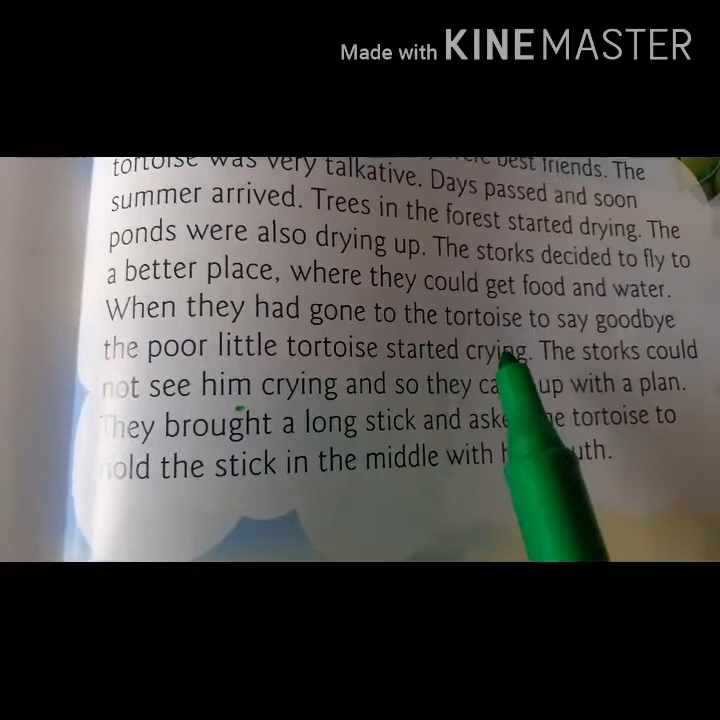 Made with KINEMASTER
best friends. The
tortoise was very talkative. Days passed and soon
summer arrived. Trees in the forest started drying. The
ponds were also drying up. The storks decided to fly to
a better place, where they could get food and water.
When they had gone to the tortoise to say goodbye
the poor little tortoise started crying. The storks could
not see him crying and so they up with a plan.
They brought a long stick and tortoise to
hold the stick in the middle with